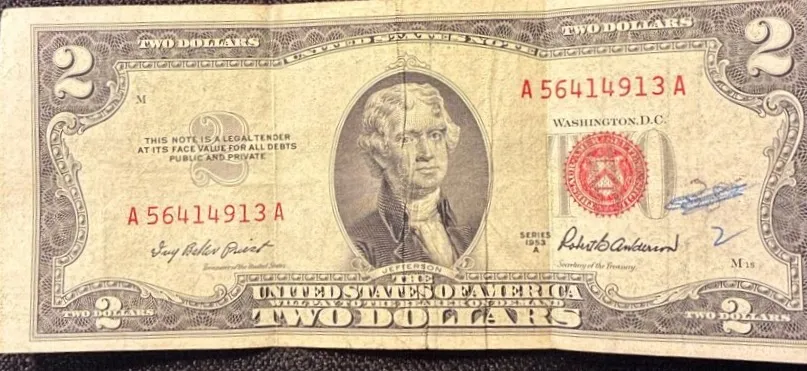 TWO DOLLARS
UNITED STATES NOTE
TWO DOLLARS
2
2
A 56414913 A
M
WASHINGTON, D.C.
THIS NOTE IS A LEGAL TENDER
AT ITS FACE VALUE FOR ALL DEBTS
PUBLIC AND PRIVATE
2
TWO
A 56414913 A
Ivy Baker Priest
Treasurer of the United States
SERIES
1953
A
Robert B Anderson
Secretary of the Treasury
2
M 18
JEFFERSON
THE
UNITED STATES OF AMERICA
WILL PAY TO THE BEARER ON DEMAND
TWO DOLLARS
2
TWO DOLLARS
2
TWO DOLLARS